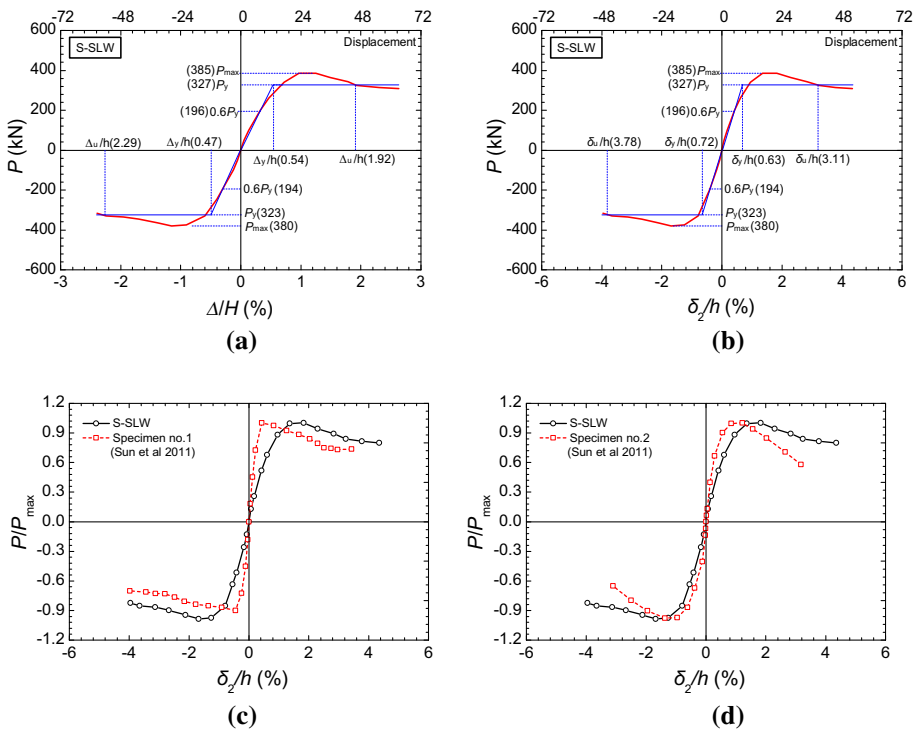 -72 -48 -24 0 24 48 72
600
400
200
0
-200
-400
-600
P (kN)
S-SLW
Displacement
(385)Pmax
(327)Py
(196)0.6Py
Δu/h(2.29)
Δy/h(0.47)
Δy/h(0.54)
Δu/h(1.92)
0.6Py(194)
Py(323)
Pmax(380)
-3 -2 -1 0 1 2 3
Δ/H (%)
(a)
-72 -48 -24 0 24 48 72
600
400
200
0
-200
-400
-600
P (kN)
S-SLW
Displacement
(385)Pmax
(327)Py
(196)0.6Py
δu/h(3.78)
δy/h(0.72)
δy/h(0.63)
δu/h(3.11)
0.6Py(194)
Py(323)
Pmax(380)
-6 -4 -2 0 2 4 6
δ2/h (%)
(b)
1.2
0.9
0.6
0.3
0.0
-0.3
-0.6
-0.9
-1.2
P/Pmax
S-SLW
Specimen no.1
(Sun et al 2011)
-6 -4 -2 0 2 4 6
δ2/h (%)
(c)
1.2
0.9
0.6
0.3
0.0
-0.3
-0.6
-0.9
-1.2
P/Pmax
S-SLW
Specimen no.2
(Sun et al 2011)
-6 -4 -2 0 2 4 6
δ2/h (%)
(d)